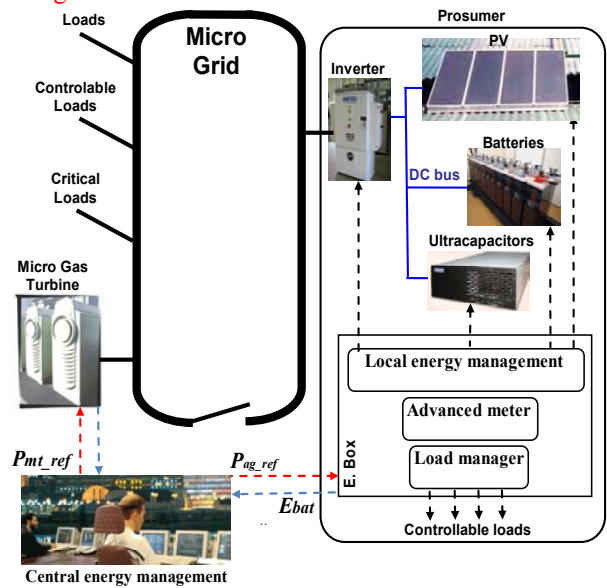 Loads
Controlable
Loads
Critical
Loads
Micro Gas
Turbine
Micro
Grid
Prosumer
PV
Inverter
Batteries
DC bus
Ultracapacitors
Local energy management
Advanced meter
Load manager
E. Box
Controllable loads
Pmt_ref
Pag_ref
Ebat
..
Central energy management